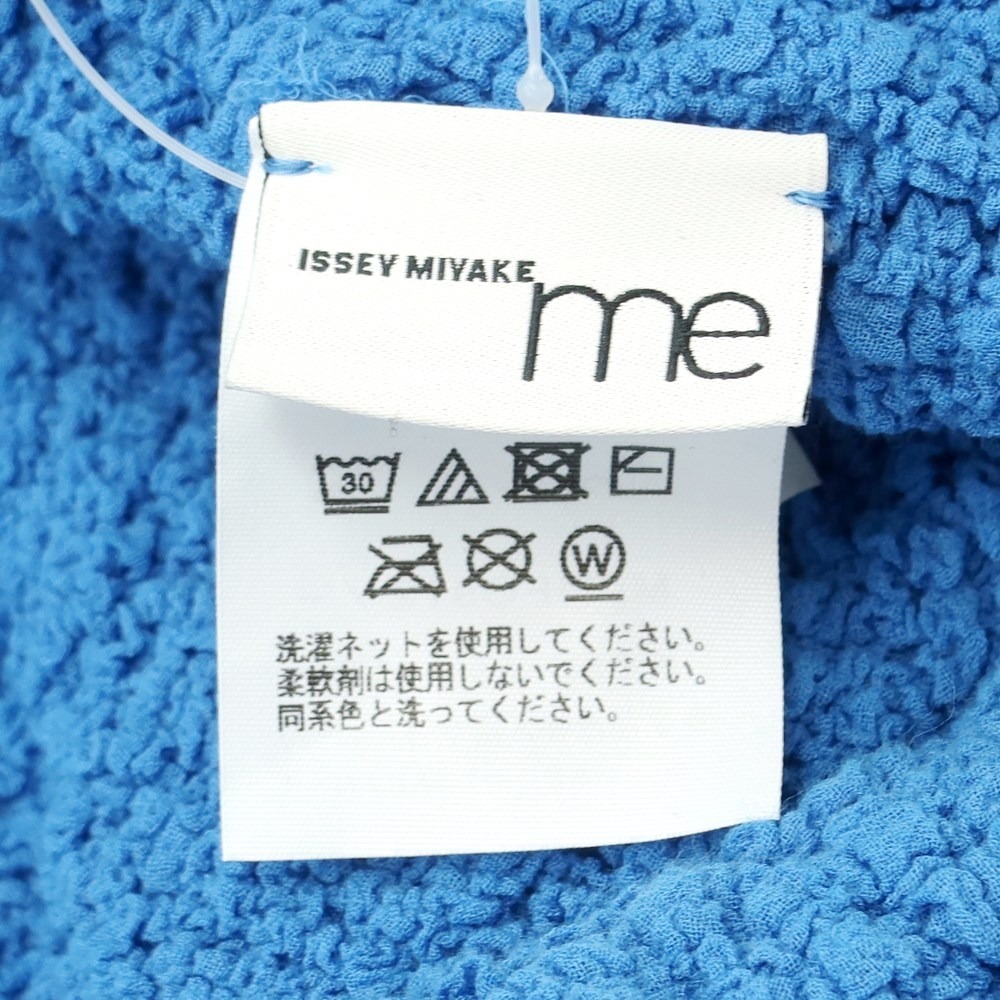 ISSEY MIYAKE
me
30
W
洗濯ネットを使用してください。
柔軟剤は使用しないでください。
同系色と洗ってください。